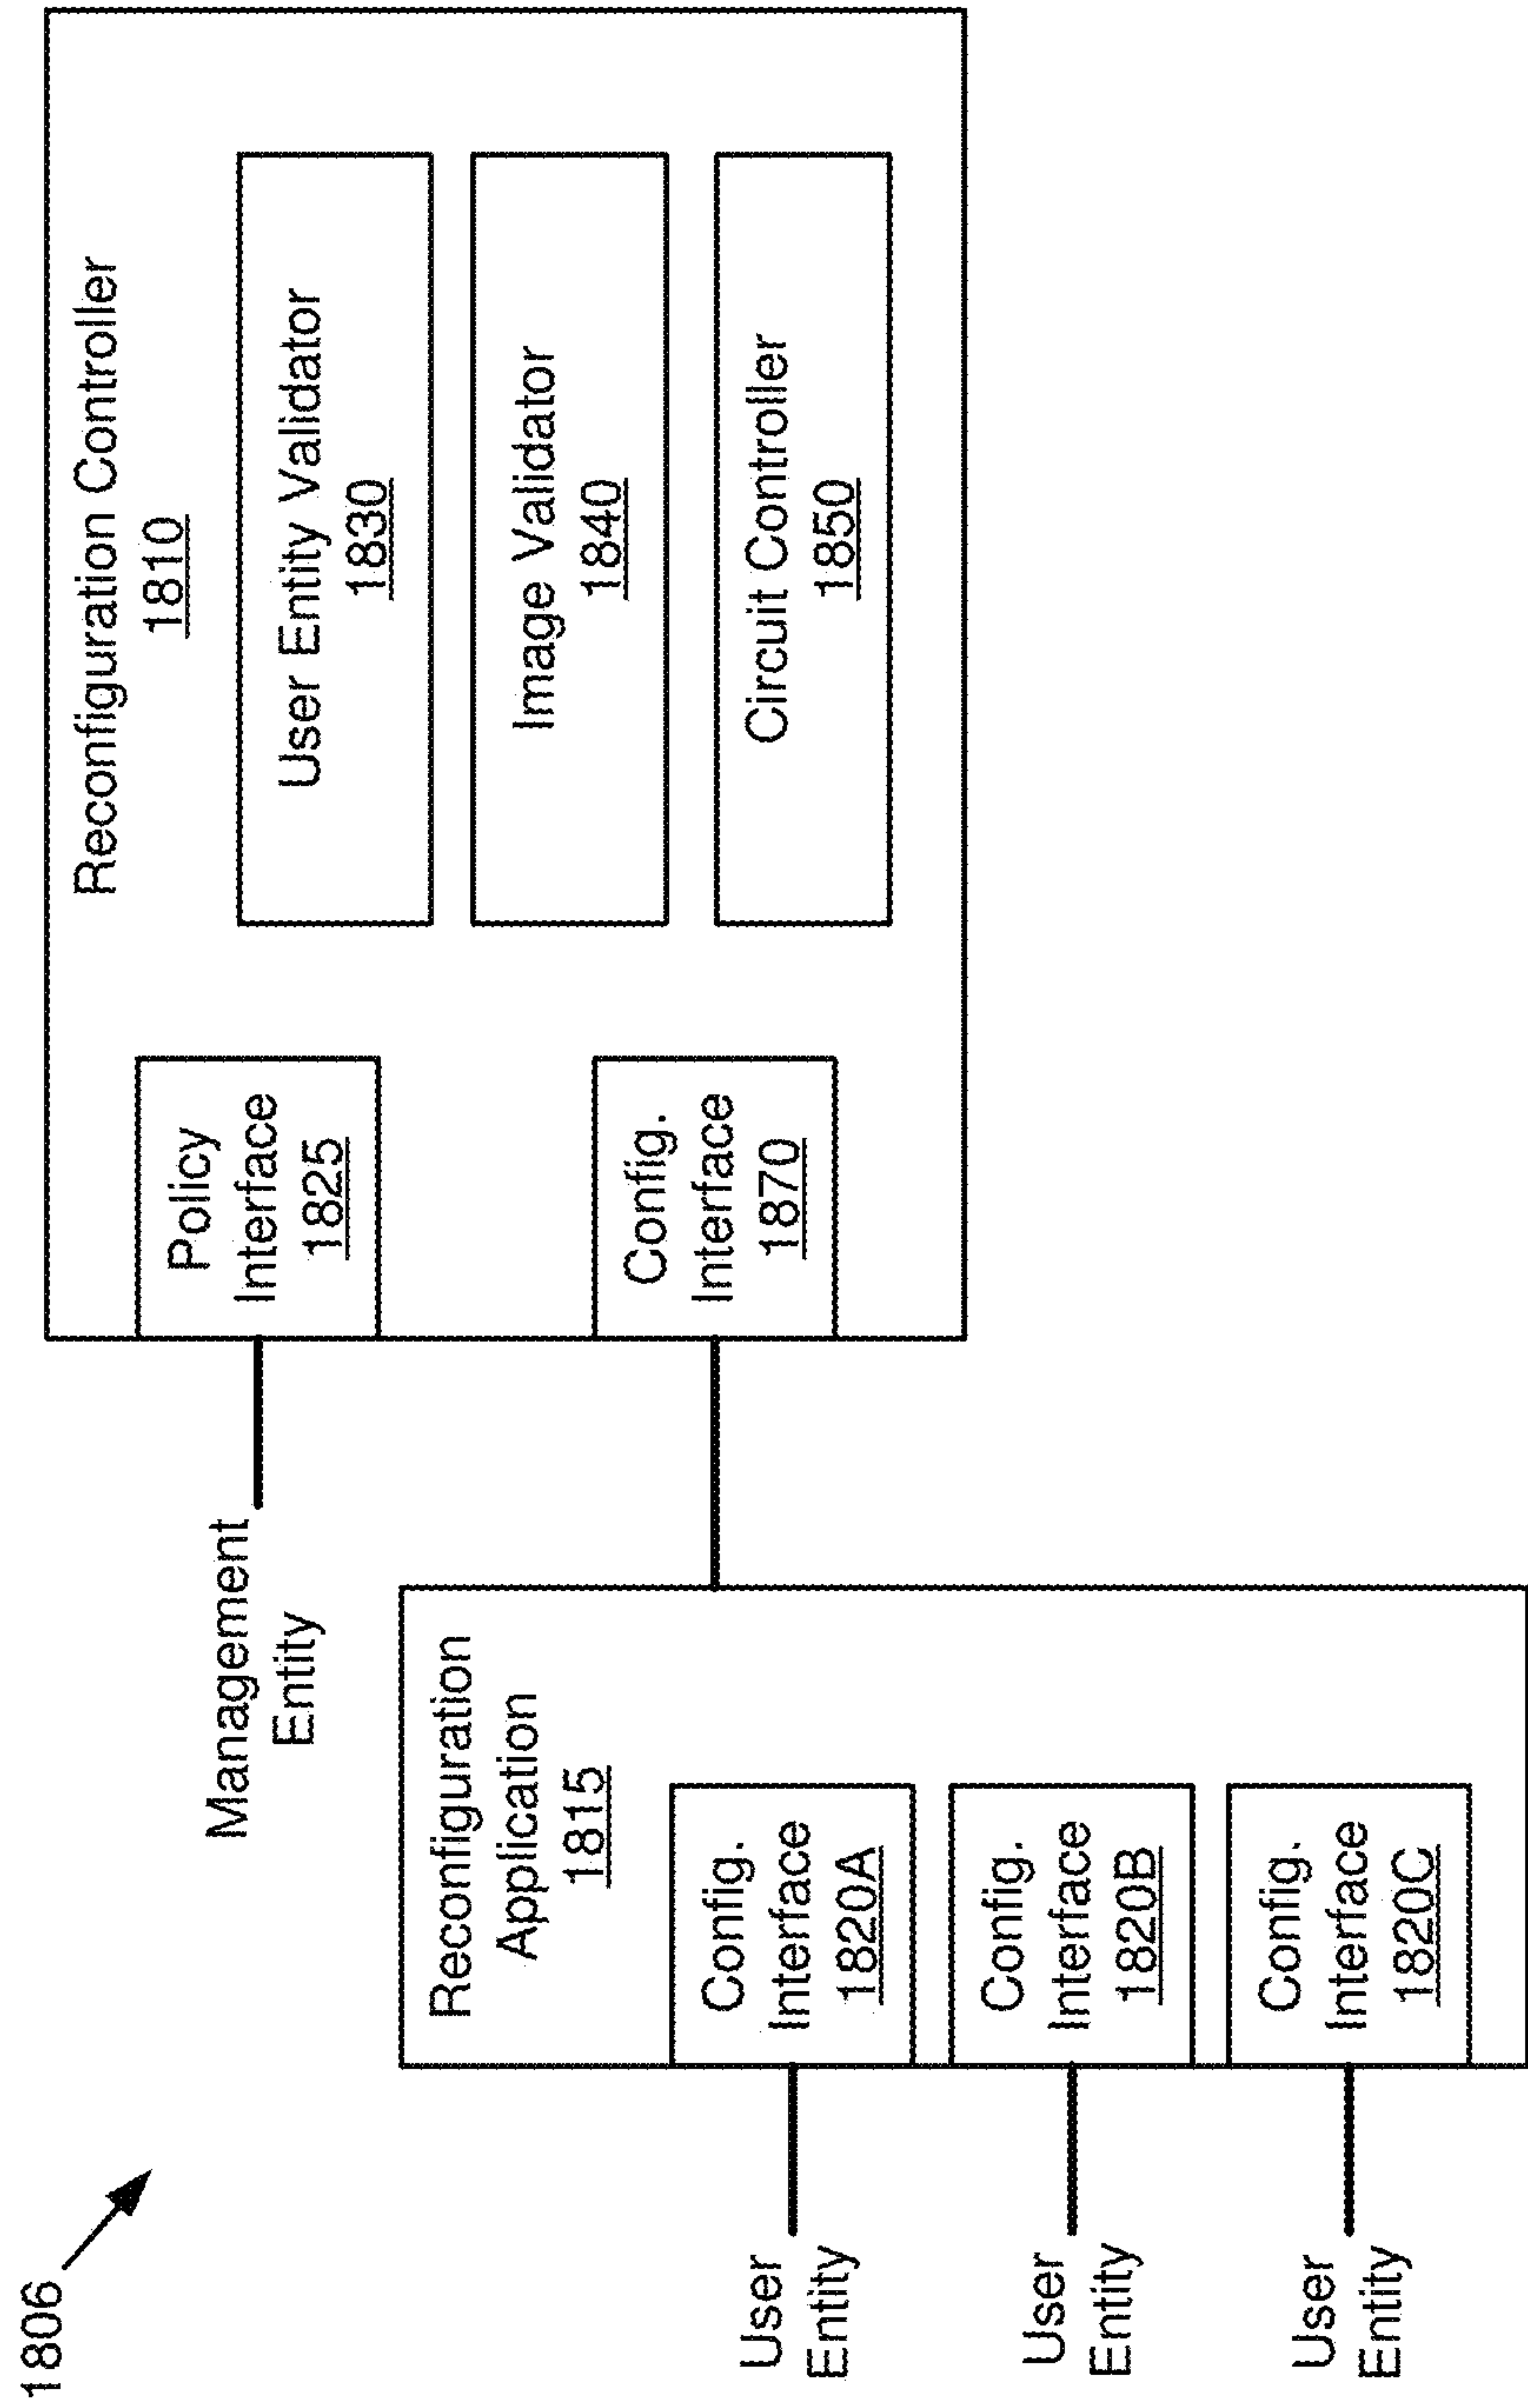 1806
Management
Entity
Policy
Interface
1825
Reconfiguration Controller
1810
User Entity Validator
1830
Image Validator
1840
Circuit Controller
1850
Config.
Interface
1870
Reconfiguration
Application
1815
User
Entity
Config.
Interface
1820A
User
Entity
Config.
Interface
1820B
User
Entity
Config.
Interface
1820C